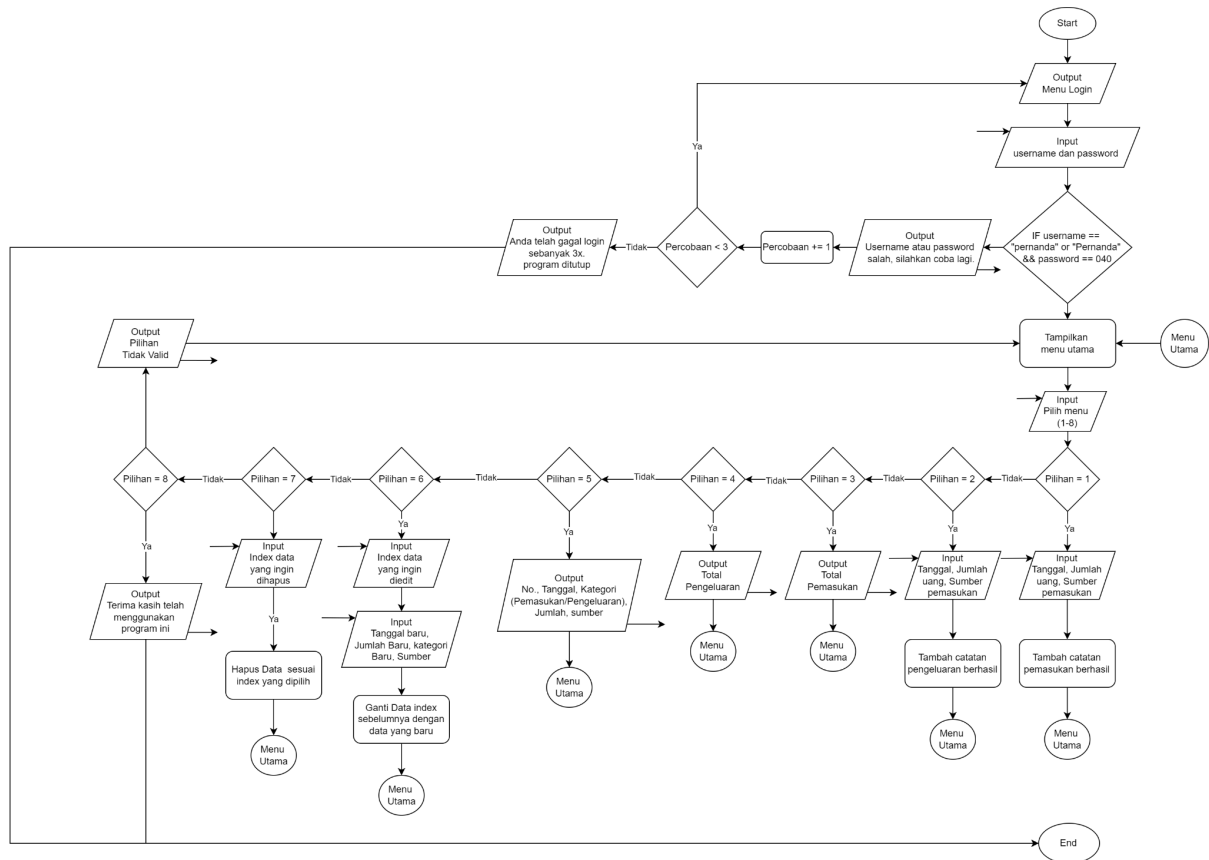 Start
Output
Menu Login
Input
username dan password
IF username ==
"pernanda" or "Pernanda"
&& password == 040
Output
Username atau password
salah, silahkan coba lagi.
Percobaan += 1
Percobaan < 3
Ya
Tidak
Output
Anda telah gagal login
sebanyak 3x.
program ditutup
Tampilkan
menu utama
Menu
Utama
Output
Pilihan
Tidak Valid
Input
Pilih menu
(1-8)
Pilihan = 1
Tidak
Pilihan = 2
Tidak
Pilihan = 3
Tidak
Pilihan = 4
Tidak
Pilihan = 5
Tidak
Pilihan = 6
Tidak
Pilihan = 7
Tidak
Pilihan = 8
Ya
Input
Tanggal, Jumlah
uang, Sumber
pemasukan
Tambah catatan
pemasukan berhasil
Menu
Utama
Ya
Input
Tanggal, Jumlah
uang, Sumber
pemasukan
Tambah catatan
pengeluaran berhasil
Menu
Utama
Ya
Output
Total
Pemasukan
Menu
Utama
Ya
Output
Total
Pengeluaran
Menu
Utama
Ya
Output
No., Tanggal, Kategori
(Pemasukan/Pengeluaran),
Jumlah, sumber
Menu
Utama
Ya
Input
Index data
yang ingin
diedit
Input
Tanggal baru,
Jumlah Baru, kategori
Baru, Sumber
Ganti Data index
sebelumnya dengan
data yang baru
Menu
Utama
Input
Index data
yang ingin
dihapus
Ya
Hapus Data sesuai
index yang dipilih
Menu
Utama
Ya
Output
Terima kasih telah
menggunakan
program ini
End